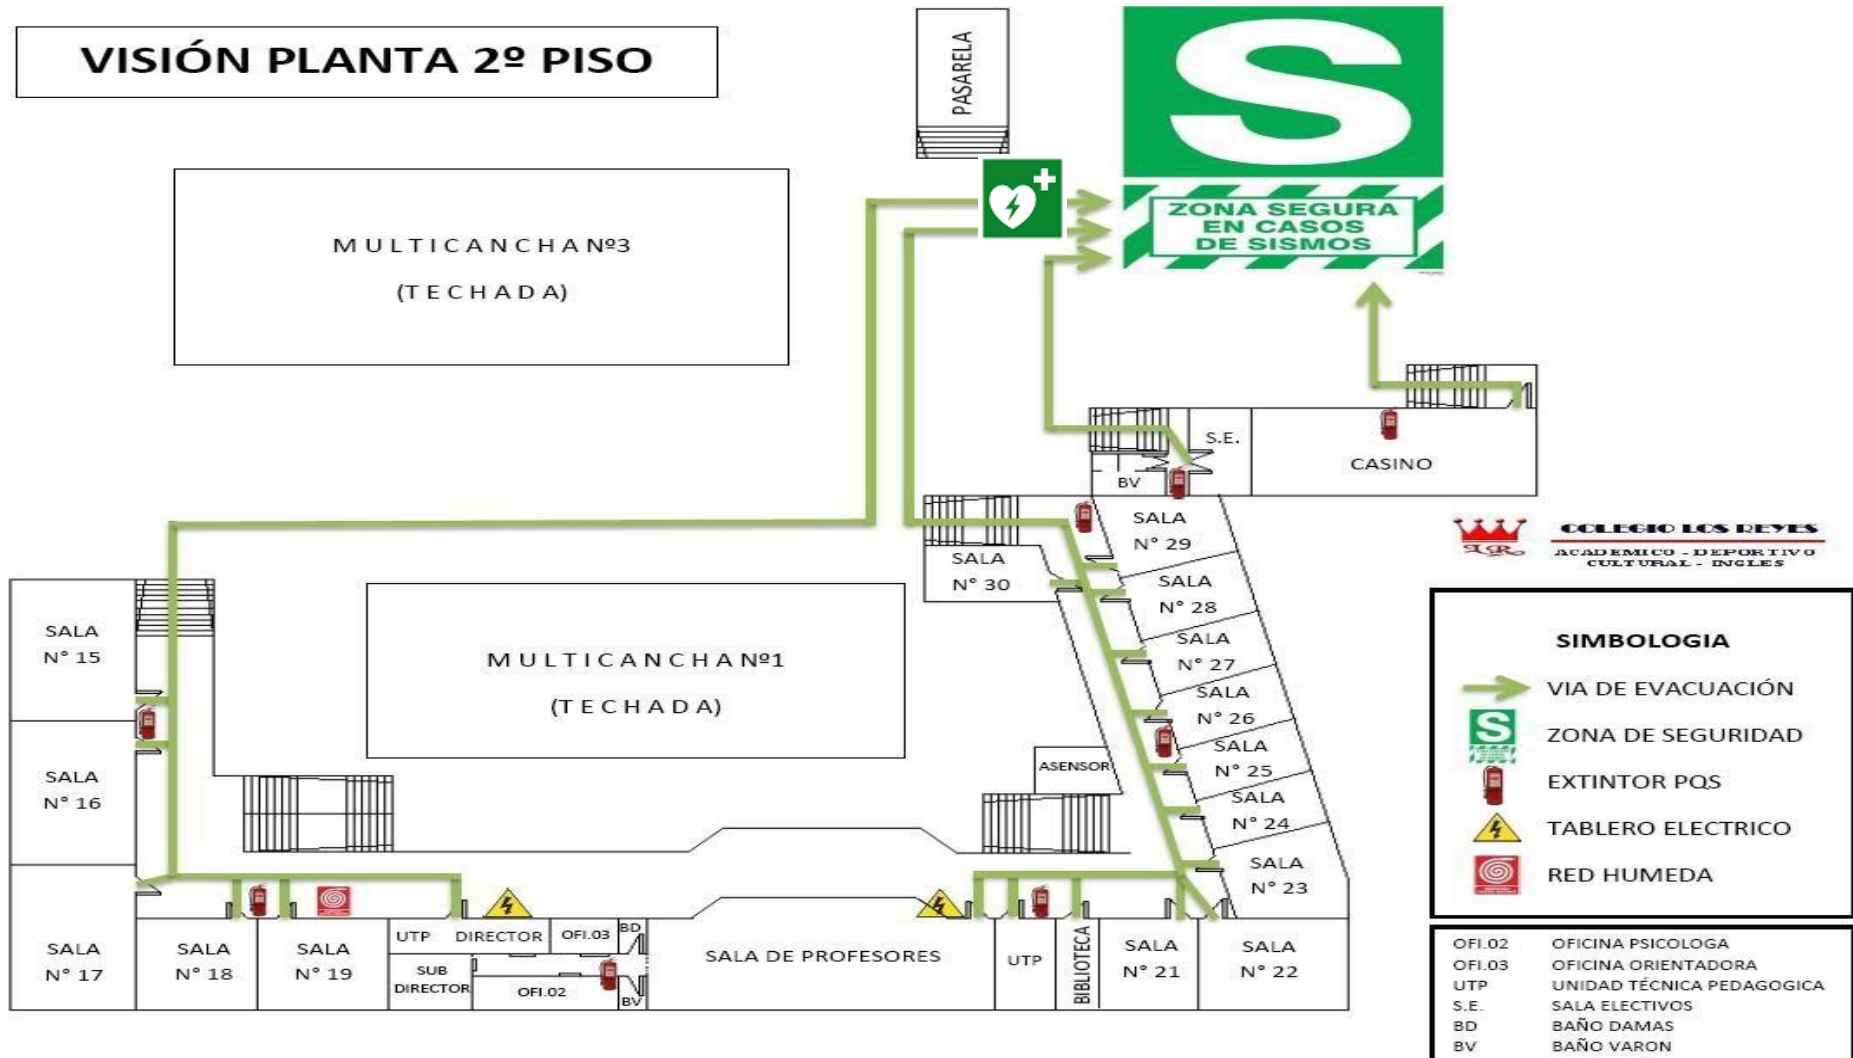 VISIÓN PLANTA 2º PISO
PASARELA
S
ZONA SEGURA
EN CASOS
DE SISMOS
MULTICANCHA Nº3
(TECHADA)
S.E.
CASINO
BV
SALA
N° 29
SALA
N° 30
SALA
N° 28
SALA
N° 27
SALA
N° 26
SALA
N° 25
SALA
N° 24
SALA
N° 23
ASENSOR
MULTICANCHA Nº1
(TECHADA)
SALA
N° 15
SALA
N° 16
SALA
N° 17
SALA
N° 18
SALA
N° 19
UTP
DIRECTOR
OFI.03
BD
SUB
DIRECTOR
OFI.02
BV
SALA DE PROFESORES
UTP
BIBLIOTECA
SALA
N° 21
SALA
N° 22
LR
COLEGIO LOS REYES
ACADEMICO - DEPORTIVO
CULTURAL - INGLES
SIMBOLOGIA
VIA DE EVACUACIÓN
S
ZONA DE SEGURIDAD
EXTINTOR PQS
TABLERO ELECTRICO
RED HUMEDA
OFI.02 OFICINA PSICOLOGA
OFI.03 OFICINA ORIENTADORA
UTP UNIDAD TÉCNICA PEDAGOGICA
S.E. SALA ELECTIVOS
BD BAÑO DAMAS
BV BAÑO VARON